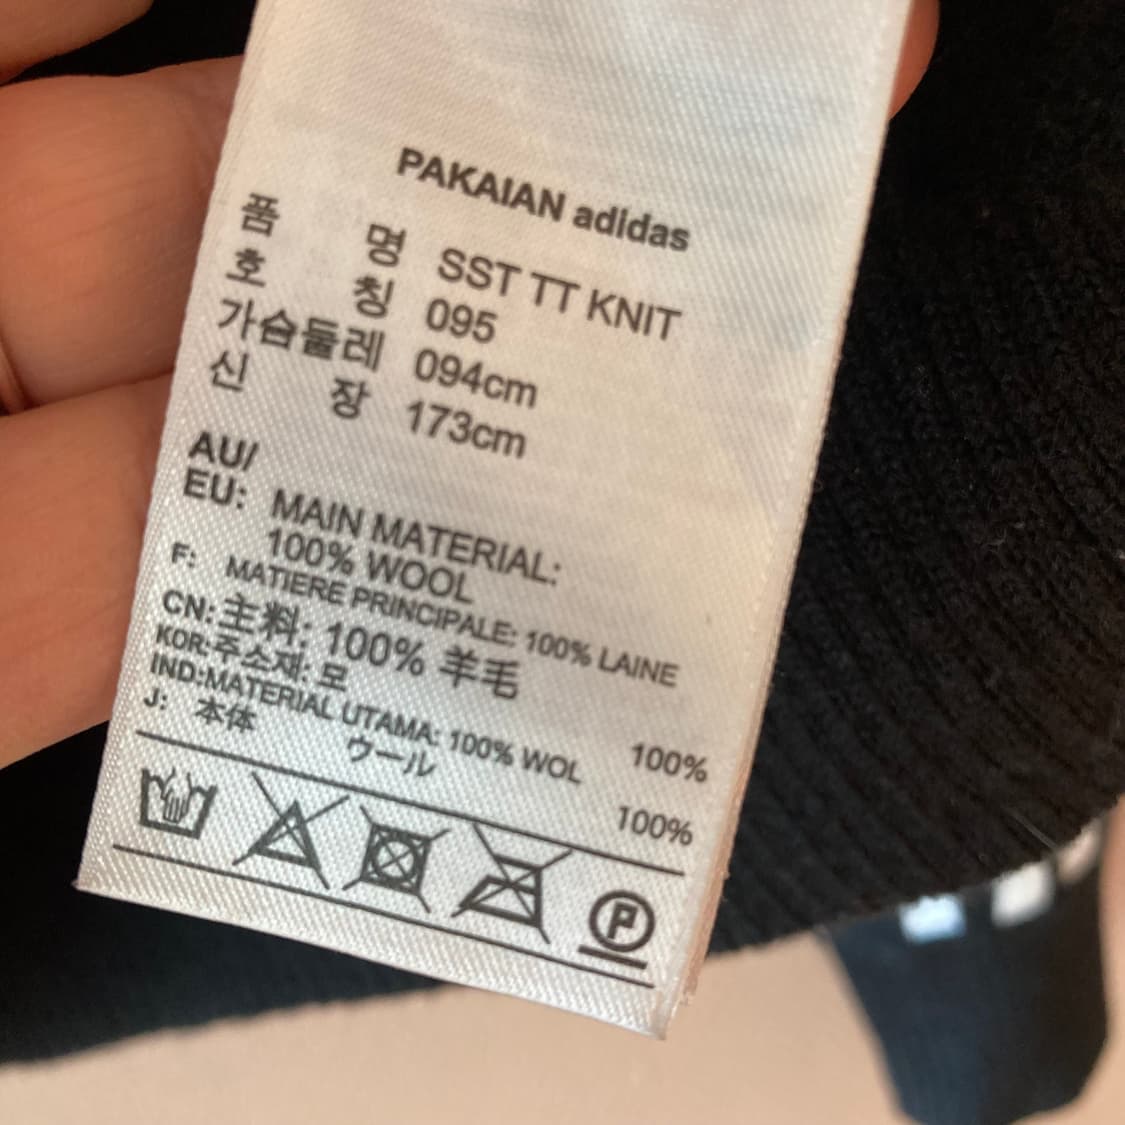 PAKAIAN adidas
품 명 SST TT KNIT
호 칭 095
가슴둘레 094cm
신 장 173cm
AU/
EU: MAIN MATERIAL:
100% WOOL
F: MATIERE PRINCIPALE: 100% LAINE
CN: 主料: 100% 羊毛
KOR: 주소재: 모 100%
IND: MATERIAL UTAMA: 100% WOL
J: 本体 ウール 100%
P